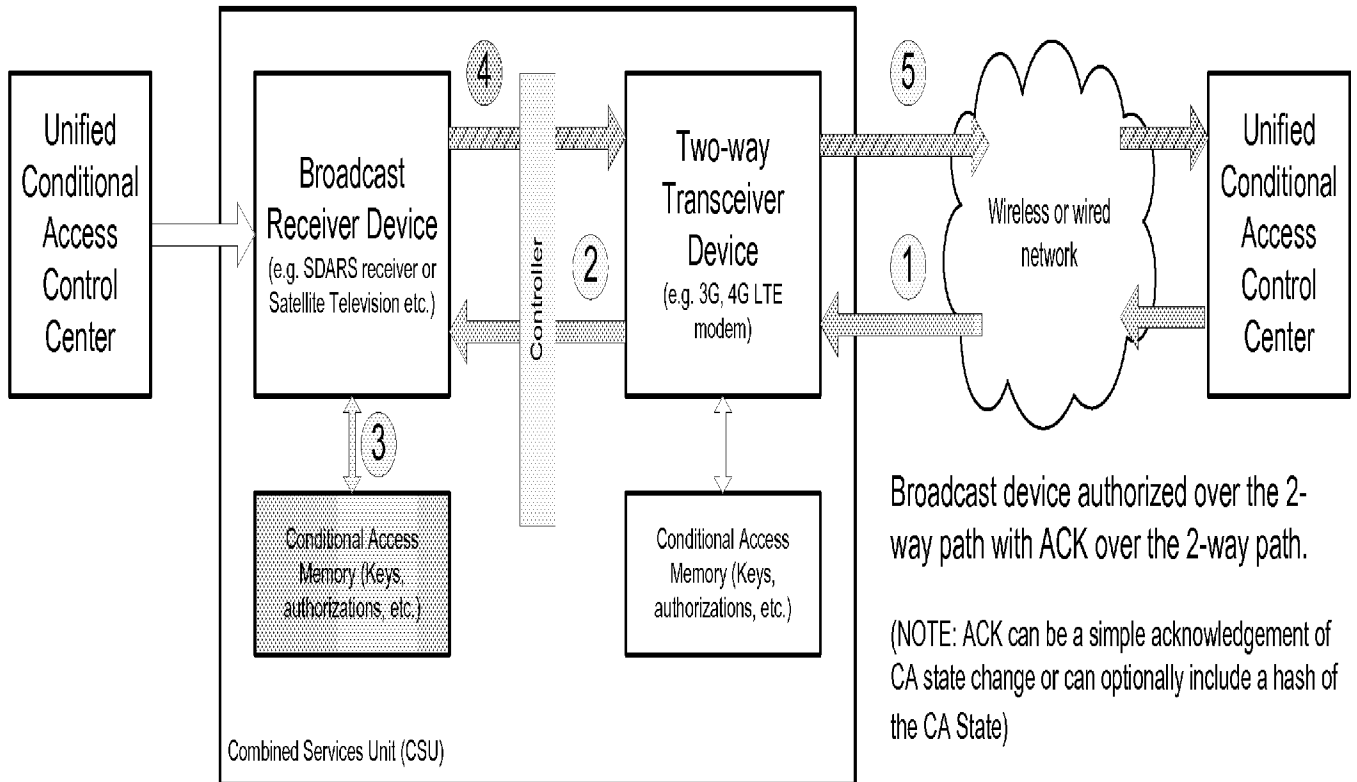 Unified
Conditional
Access
Control
Center
Broadcast
Receiver Device
(e.g. SDARS receiver or
Satellite Television etc.)
4
Controller
2
Two-way
Transceiver
Device
(e.g. 3G, 4G LTE
modem)
5
1
Wireless or wired
network
Unified
Conditional
Access
Control
Center
3
Conditional Access
Memory (Keys,
authorizations, etc.)
Conditional Access
Memory (Keys,
authorizations, etc.)
Combined Services Unit (CSU)
Broadcast device authorized over the 2-
way path with ACK over the 2-way path.
(NOTE: ACK can be a simple acknowledgement of
CA state change or can optionally include a hash of
the CA State)